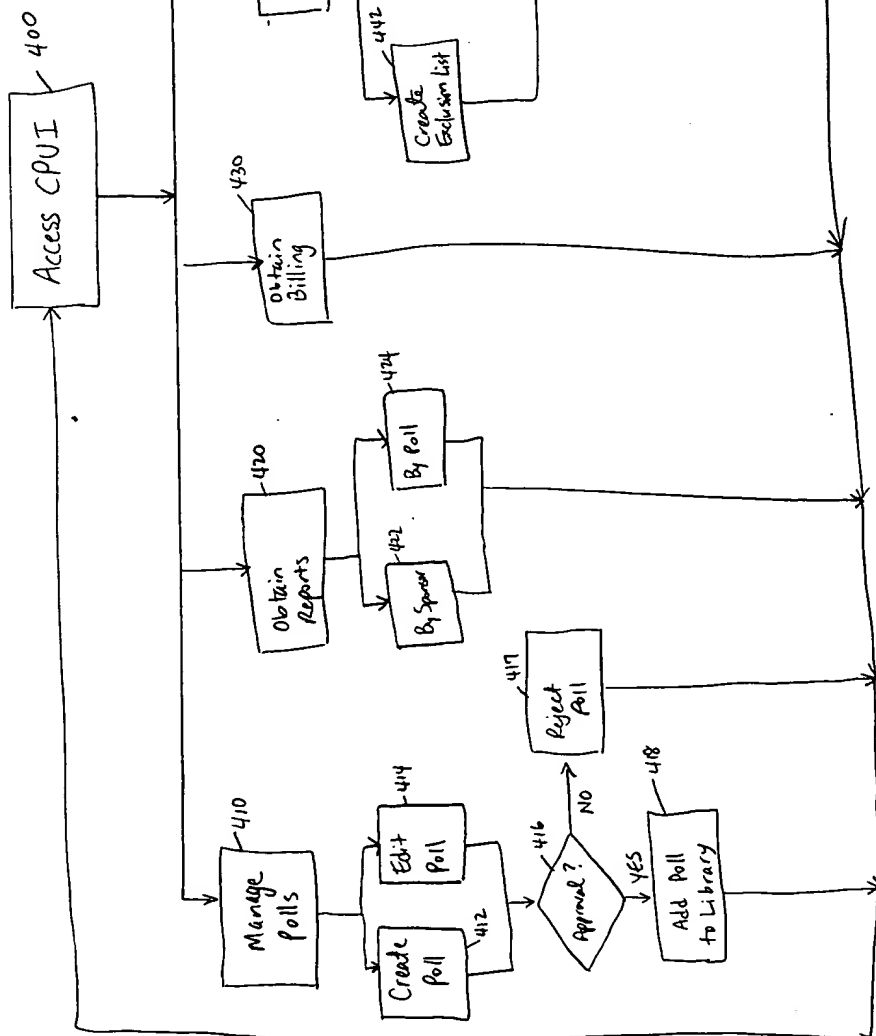 400
Access CPUI
410
Manage
Polls
420
Obtain
Reports
430
Obtain
Billing
442
Create
Exclusion List
Create
Poll
412
414
Edit
Poll
422
By Sponsor
424
By Poll
416
Approval?
NO
YES
417
Reject
Poll
418
Add Poll
to Library